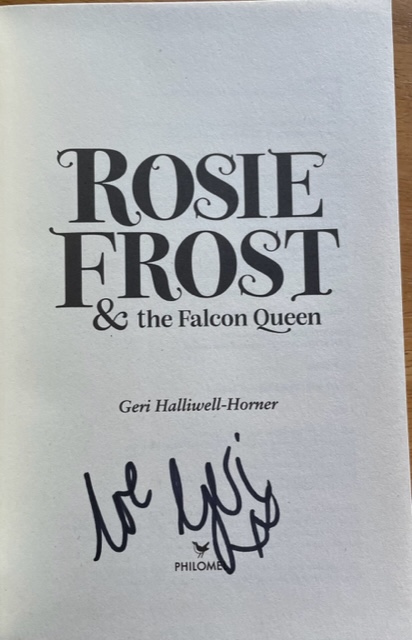 ROSIE
FROST
& the Falcon Queen
Geri Halliwell-Horner
love Geri
xx
PHILOMEL